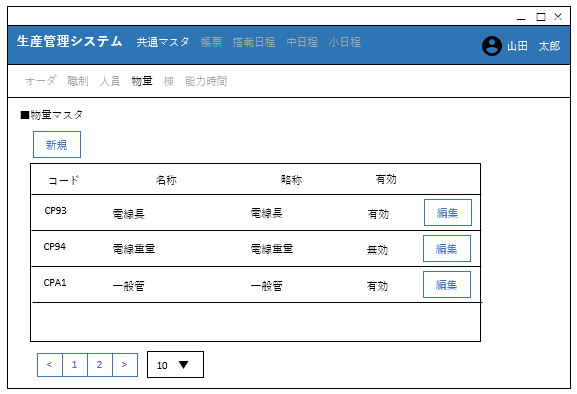 生産管理システム 共通マスタ 帳票 搭載日程 中日程 小日程 山田 太郎
オーダ 職制 人員 物量 棟 能力時間
■物量マスタ
新規
コード 名称 略称 有効
CP93 電線長 電線長 有効 編集
CP94 電線重量 電線重量 無効 編集
CPA1 一般管 一般管 有効 編集
< 1 2 > 10 ▼